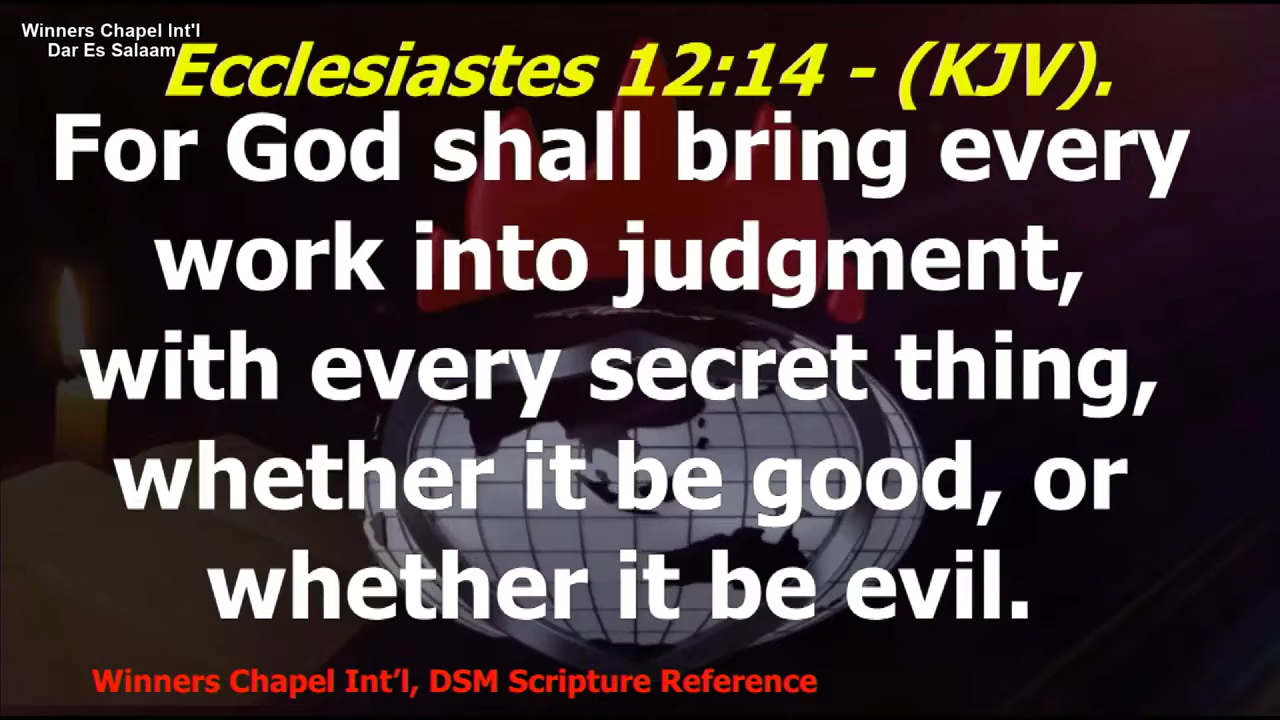 Winners Chapel Int'l
Dar Es Salaam
Ecclesiastes 12:14 - (KJV).
For God shall bring every
work into judgment,
with every secret thing,
whether it be good, or
whether it be evil.
Winners Chapel Int’l, DSM Scripture Reference